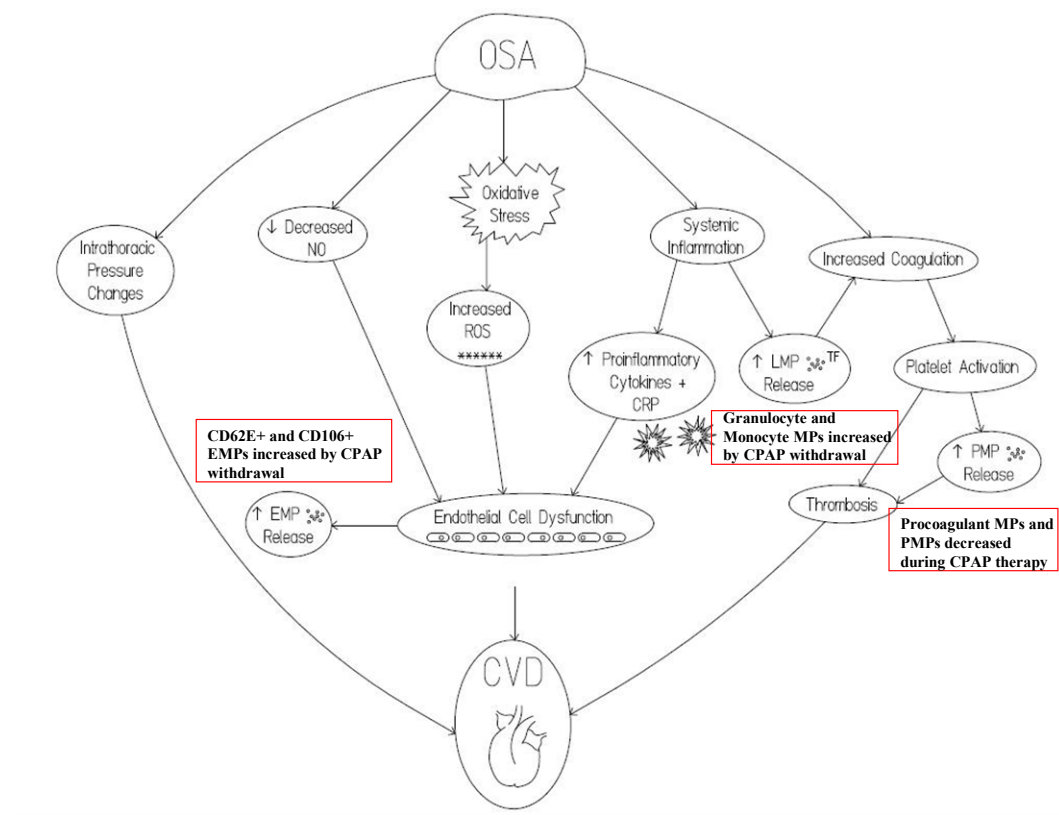 OSA
Oxidative
Stress
↓ Decreased
NO
Systemic
Inflammation
Intrathoracic
Pressure
Changes
Increased Coagulation
Increased
ROS
******
↑ Proinflammatory
Cytokines +
CRP
↑ LMP TF
Release
Platelet Activation
CD62E+ and CD106+
EMPs increased by CPAP
withdrawal
Granulocyte and
Monocyte MPs increased
by CPAP withdrawal
↑ PMP
Release
↑ EMP
Release
Endothelial Cell Dysfunction
Thrombosis
Procoagulant MPs and
PMPs decreased
during CPAP therapy
CVD